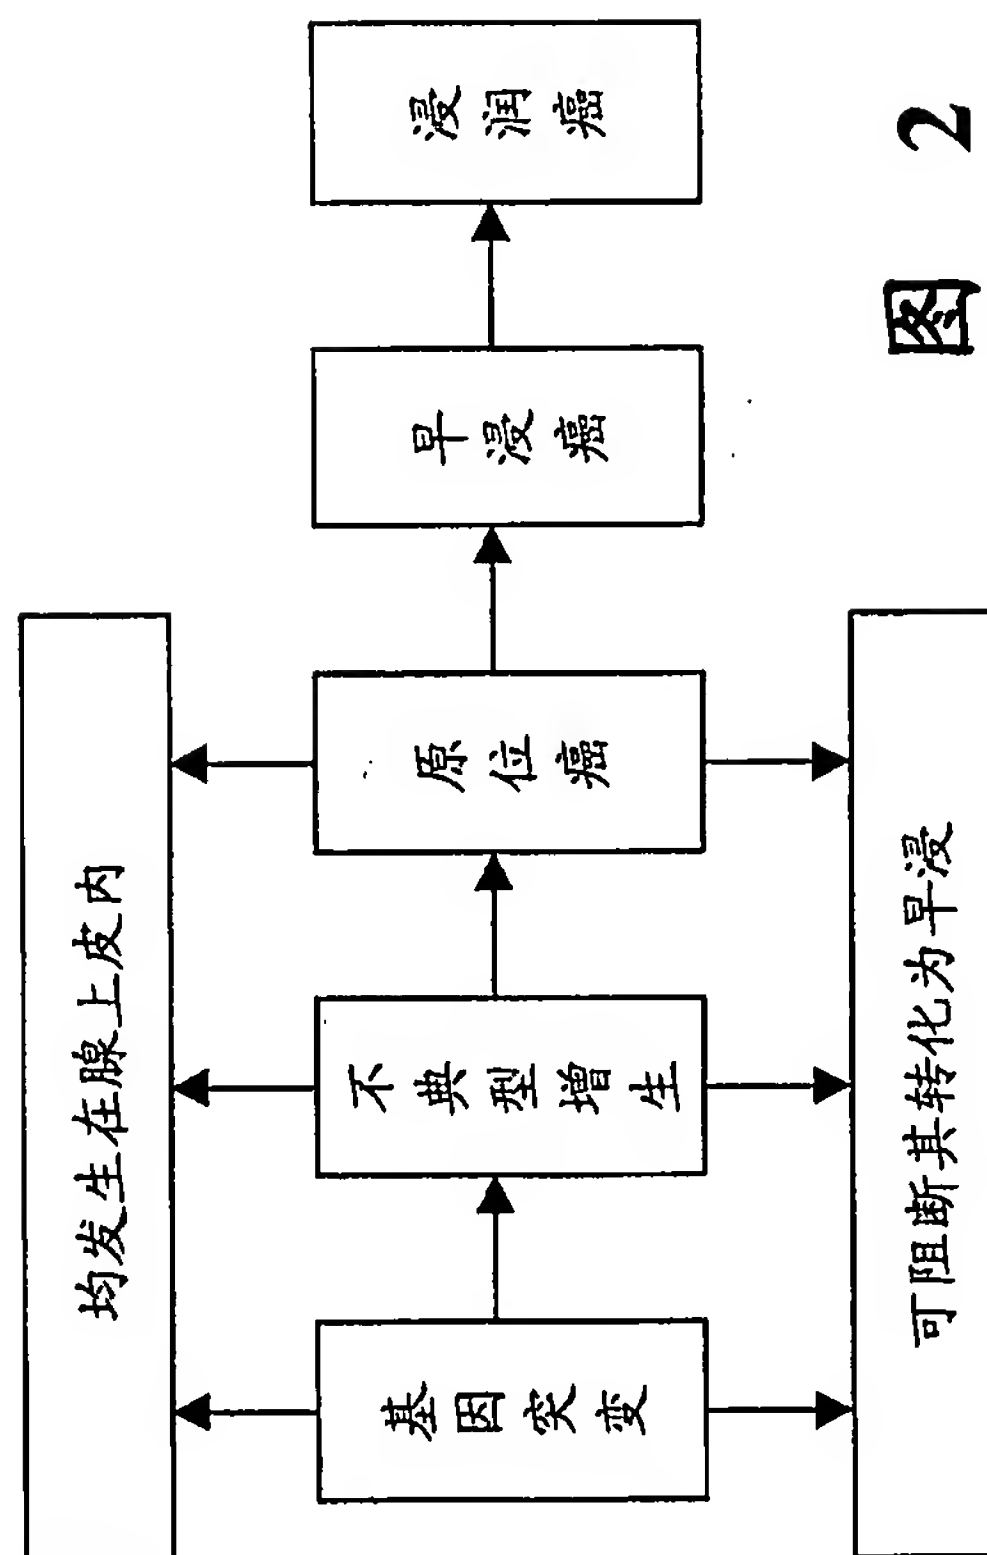 均发生在腺上皮内
基因突变
不典型增生
原位癌
早浸癌
浸润癌
可阻断其转化为早浸
图 2